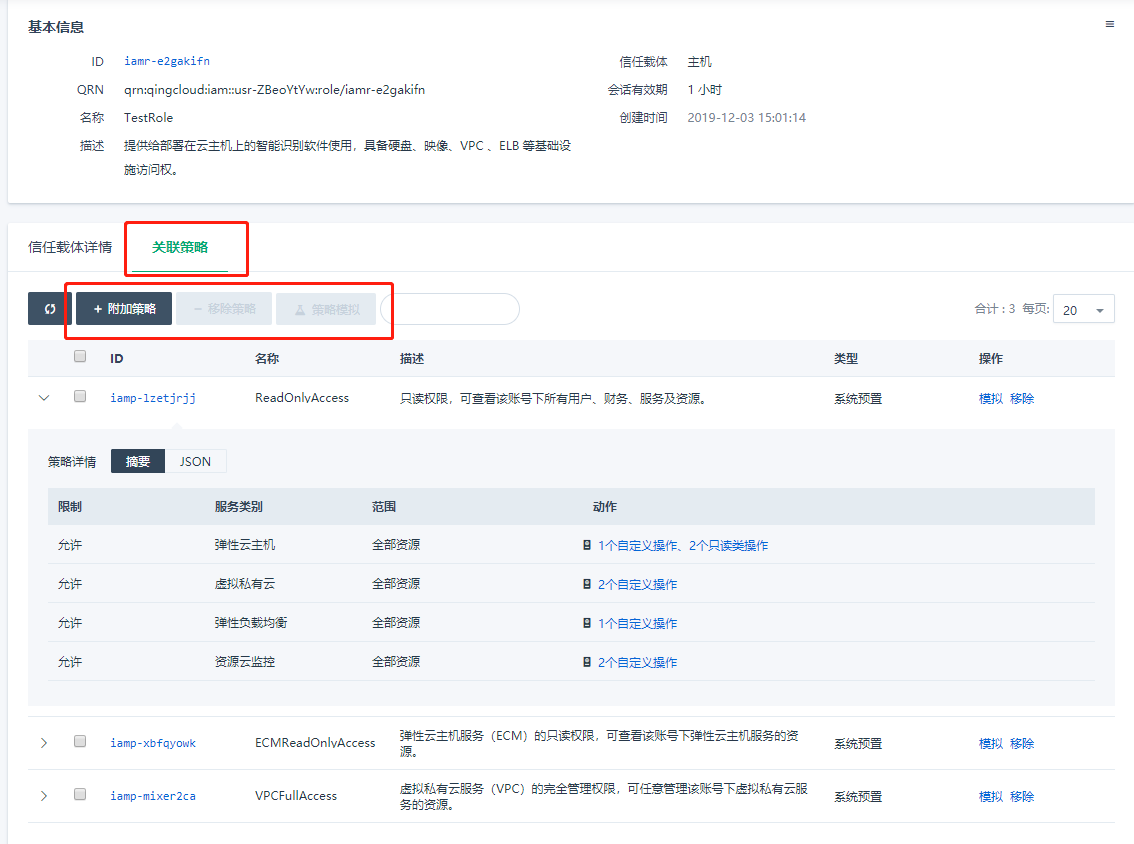 基本信息
ID iamr-e2gakifn 信任载体 主机
QRN qrn:qingcloud:iam::usr-ZBeoYtYw:role/iamr-e2gakifn 会话有效期 1 小时
名称 TestRole 创建时间 2019-12-03 15:01:14
描述 提供给部署在云主机上的智能识别软件使用，具备硬盘、映像、VPC 、ELB 等基础设
施访问权。
信任载体详情 关联策略
+ 附加策略 − 移除策略 策略模拟 合计：3 每页: 20
ID 名称 描述 类型 操作
iamp-lzetjrjj ReadOnlyAccess 只读权限，可查看该账号下所有用户、财务、服务及资源。 系统预置 模拟 移除
策略详情 摘要 JSON
限制 服务类别 范围 动作
允许 弹性云主机 全部资源 1个自定义操作、2个只读类操作
允许 虚拟私有云 全部资源 2个自定义操作
允许 弹性负载均衡 全部资源 1个自定义操作
允许 资源云监控 全部资源 2个自定义操作
iamp-xbfqyowk ECMReadOnlyAccess 弹性云主机服务（ECM）的只读权限，可查看该账号下弹性云主机服务的资
源。 系统预置 模拟 移除
iamp-mixer2ca VPCFullAccess 虚拟私有云服务（VPC）的完全管理权限，可任意管理该账号下虚拟私有云服
务的资源。 系统预置 模拟 移除